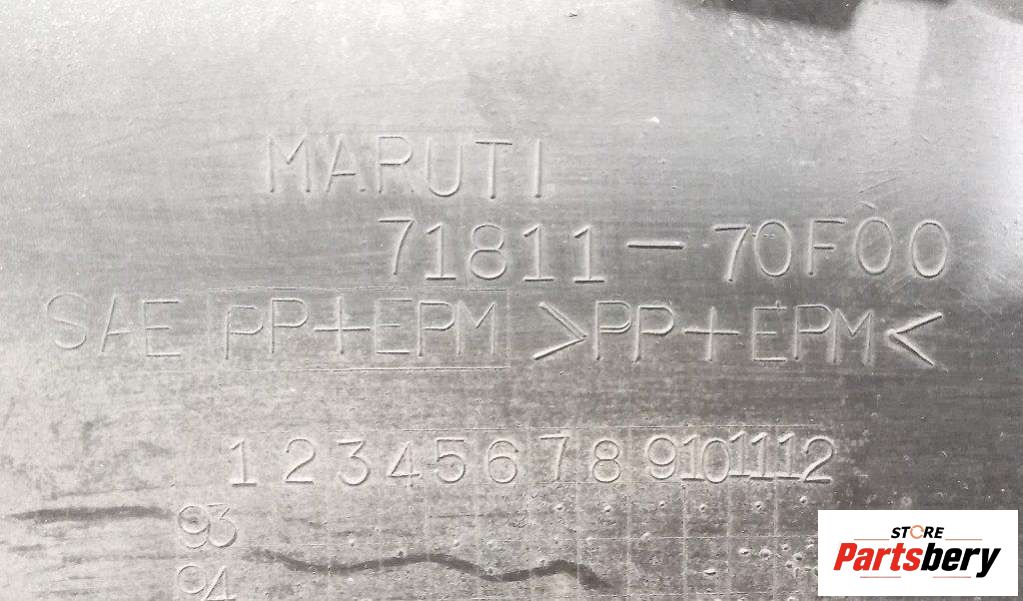 MARUTI
71811-70F00
SAE PP+EPM >PP+EPM<
1 2 3 4 5 6 7 8 9 10 11 12
93
94
STORE
Partsbery